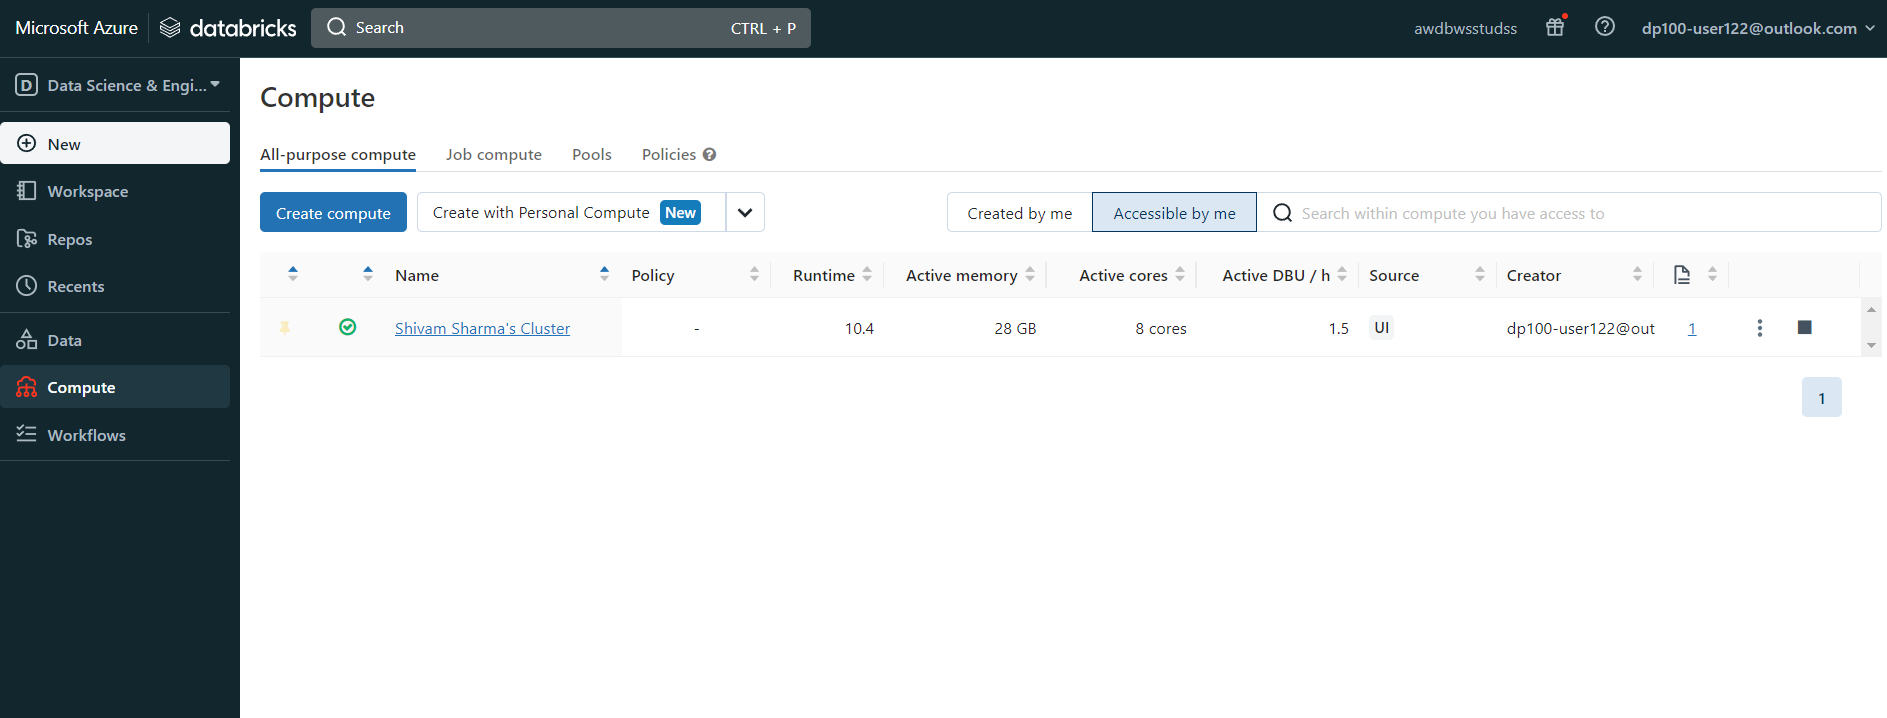 Microsoft Azure databricks Search CTRL + P awdbwsstudss dp100-user122@outlook.com
D Data Science & Engi...
New
Workspace
Repos
Recents
Data
Compute
Workflows
Compute
All-purpose compute Job compute Pools Policies ?
Create compute Create with Personal Compute New Created by me Accessible by me Search within compute you have access to
Name Policy Runtime Active memory Active cores Active DBU / h Source Creator
Shivam Sharma's Cluster - 10.4 28 GB 8 cores 1.5 UI dp100-user122@out 1
1